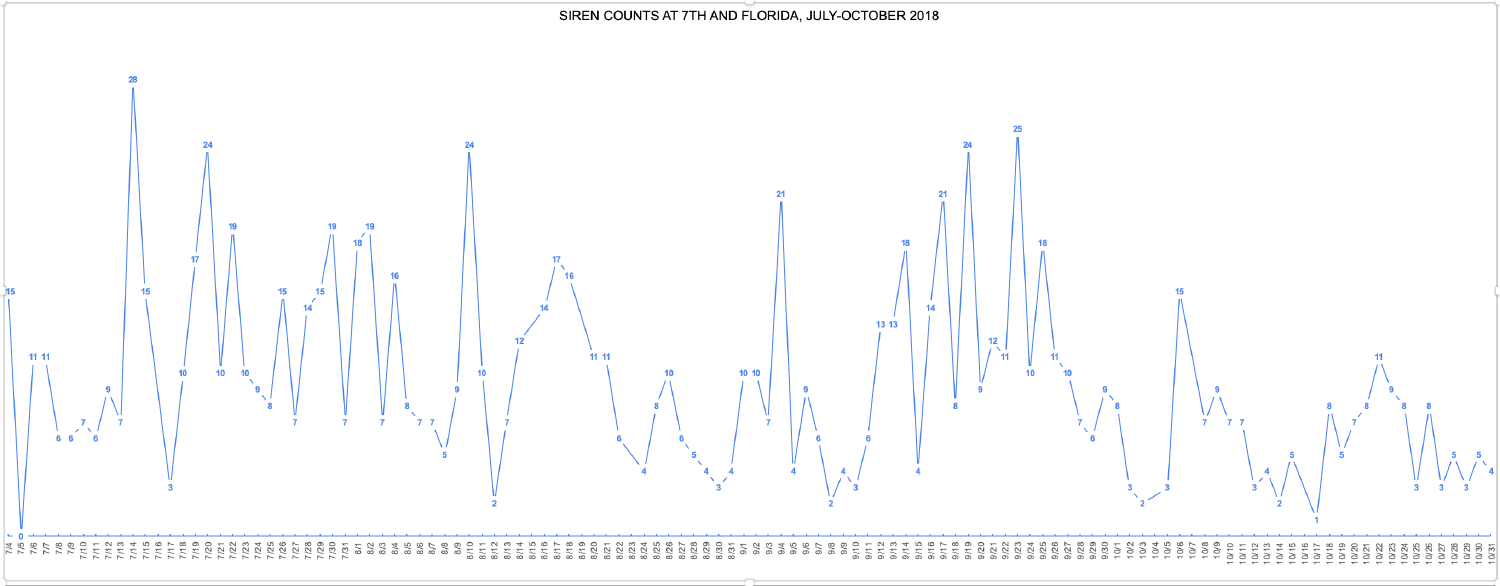 SIREN COUNTS AT 7TH AND FLORIDA, JULY-OCTOBER 2018
15 0 11 11 6 6 7 6 9 7 28 15 3 10 17 24 10 19 10 9 8 15 7 14 15 19 7 18 19 7 16 8 7 7 5 9 24 10 2 7 12 14 17 16 11 11 6 4 8 10 6 5 4 3 4 10 10 7 21 4 9 6 2 4 3 6 13 13 18 4 14 21 8 24 9 12 11 25 10 18 11 10 7 6 9 8 3 2 3 15 7 9 7 7 3 4 2 5 1 8 5 7 8 11 9 8 3 8 3 5 3 5 4
7/4 7/5 7/6 7/7 7/8 7/9 7/10 7/11 7/12 7/13 7/14 7/15 7/16 7/17 7/18 7/19 7/20 7/21 7/22 7/23 7/24 7/25 7/26 7/27 7/28 7/29 7/30 7/31 8/1 8/2 8/3 8/4 8/5 8/6 8/7 8/8 8/9 8/10 8/11 8/12 8/13 8/14 8/15 8/16 8/17 8/18 8/19 8/20 8/21 8/22 8/23 8/24 8/25 8/26 8/27 8/28 8/29 8/30 8/31 9/1 9/2 9/3 9/4 9/5 9/6 9/7 9/8 9/9 9/10 9/11 9/12 9/13 9/14 9/15 9/16 9/17 9/18 9/19 9/20 9/21 9/22 9/23 9/24 9/25 9/26 9/27 9/28 9/29 9/30 10/1 10/2 10/3 10/4 10/5 10/6 10/7 10/8 10/9 10/10 10/11 10/12 10/13 10/14 10/15 10/16 10/17 10/18 10/19 10/20 10/21 10/22 10/23 10/24 10/25 10/26 10/27 10/28 10/29 10/30 10/31